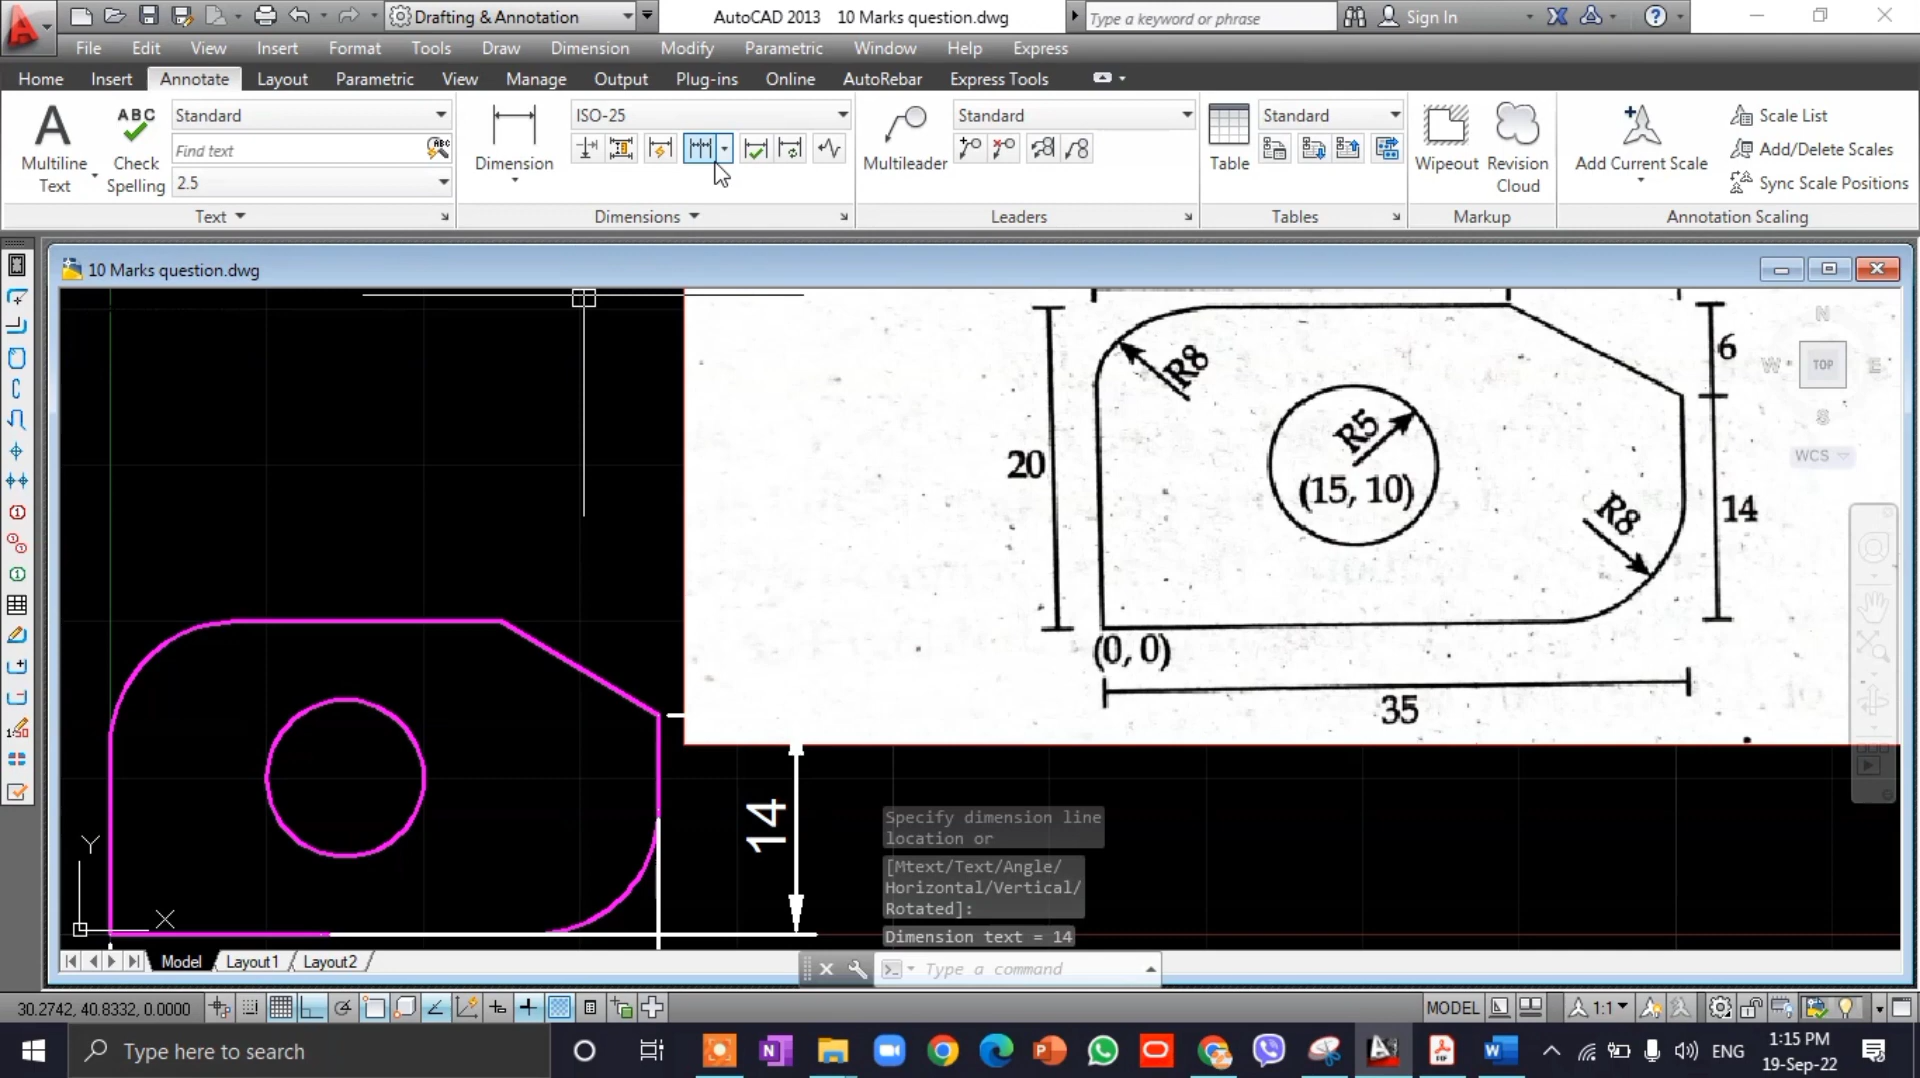 Drafting & Annotation
AutoCAD 2013 10 Marks question.dwg
Type a keyword or phrase
Sign In
File Edit View Insert Format Tools Draw Dimension Modify Parametric Window Help Express
Home Insert Annotate Layout Parametric View Manage Output Plug-ins Online AutoRebar Express Tools
A
Multiline
Text
ABC
Check
Spelling
Standard
Find text
ABC
2.5
Text
Dimension
ISO-25
Dimensions
Multileader
Standard
Leaders
Table
Standard
Tables
Wipeout
Revision
Cloud
Markup
Add Current Scale
Scale List
Add/Delete Scales
Sync Scale Positions
Annotation Scaling
10 Marks question.dwg
R8
6
20
R5
(15, 10)
R8
14
(0, 0)
35
N
W
TOP
E
S
WCS
14
Y
X
Specify dimension line
location or
[Mtext/Text/Angle/
Horizontal/Vertical/
Rotated]:
Dimension text = 14
Model Layout1 Layout2
Type a command
30.2742, 40.8332, 0.0000
MODEL
1:1
Type here to search
ENG
1:15 PM
19-Sep-22